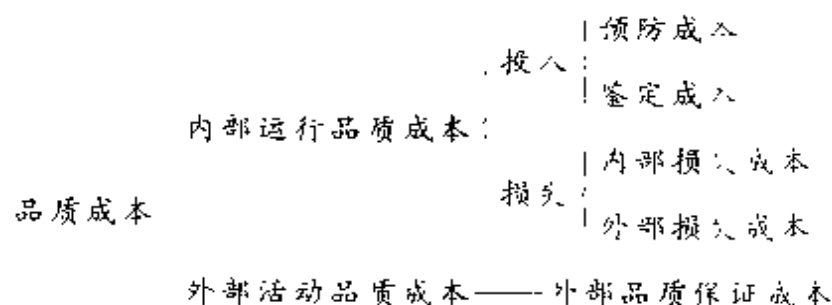 预防成本
投入
鉴定成本
内部运行品质成本
内部损失成本
损失
品质成本
外部损失成本
外部活动品质成本——外部品质保证成本